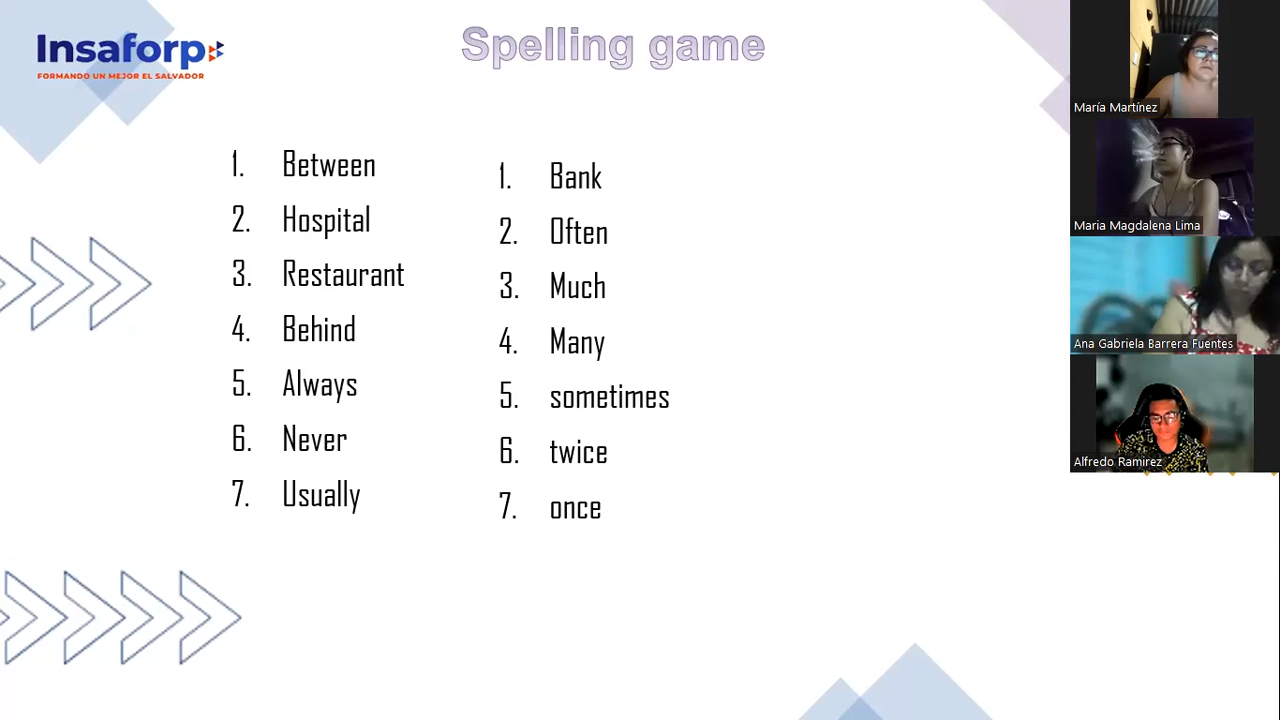 Insaforp
FORMANDO UN MEJOR EL SALVADOR
Spelling game
1. Between
2. Hospital
3. Restaurant
4. Behind
5. Always
6. Never
7. Usually
1. Bank
2. Often
3. Much
4. Many
5. sometimes
6. twice
7. once
María Martínez
Maria Magdalena Lima
Ana Gabriela Barrera Fuentes
Alfredo Ramirez